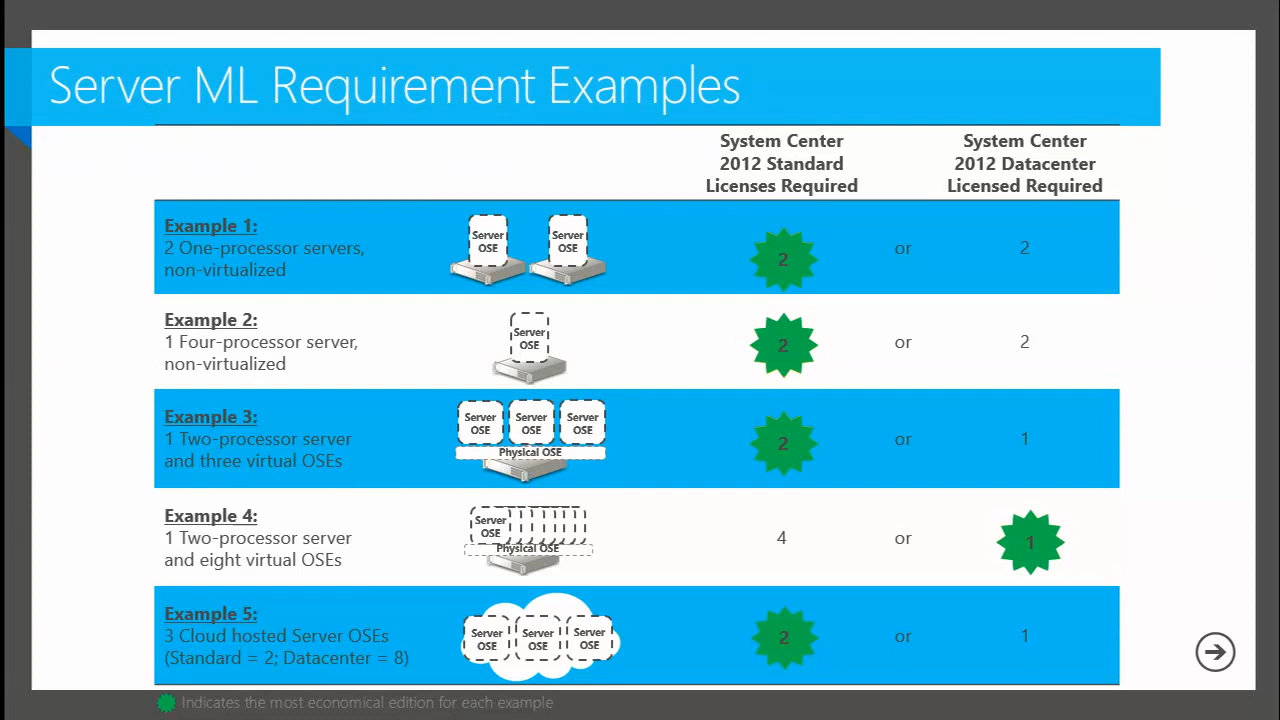 Server ML Requirement Examples
System Center
2012 Standard
Licenses Required
System Center
2012 Datacenter
Licensed Required
Example 1:
2 One-processor servers,
non-virtualized
Server
OSE
Server
OSE
2
or
2
Example 2:
1 Four-processor server,
non-virtualized
Server
OSE
2
or
2
Example 3:
1 Two-processor server
and three virtual OSEs
Server
OSE
Server
OSE
Server
OSE
Physical OSE
2
or
1
Example 4:
1 Two-processor server
and eight virtual OSEs
Server
OSE
Physical OSE
4
or
1
Example 5:
3 Cloud hosted Server OSEs
(Standard = 2; Datacenter = 8)
Server
OSE
Server
OSE
Server
OSE
2
or
1
Indicates the most economical edition for each example